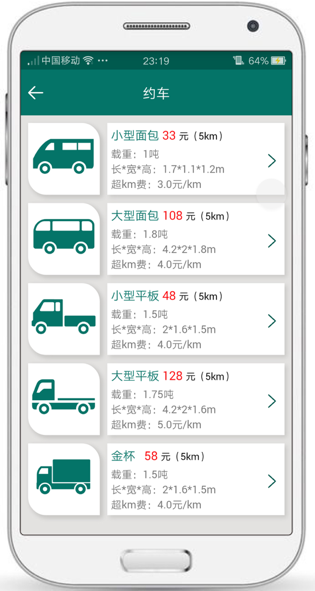 中国移动 ··· 23:19 64%
约车
小型面包 33 元（5km）
载重：1吨
长*宽*高：1.7*1.1*1.2m
超km费：3.0元/km
大型面包 108 元（5km）
载重：1.8吨
长*宽*高：4.2*2*1.8m
超km费：4.0元/km
小型平板 48 元（5km）
载重：1.5吨
长*宽*高：2*1.6*1.5m
超km费：4.0元/km
大型平板 128 元（5km）
载重：1.75吨
长*宽*高：4.2*2*1.6m
超km费：5.0元/km
金杯 58 元（5km）
载重：1.5吨
长*宽*高：2*1.6*1.5m
超km费：4.0元/km